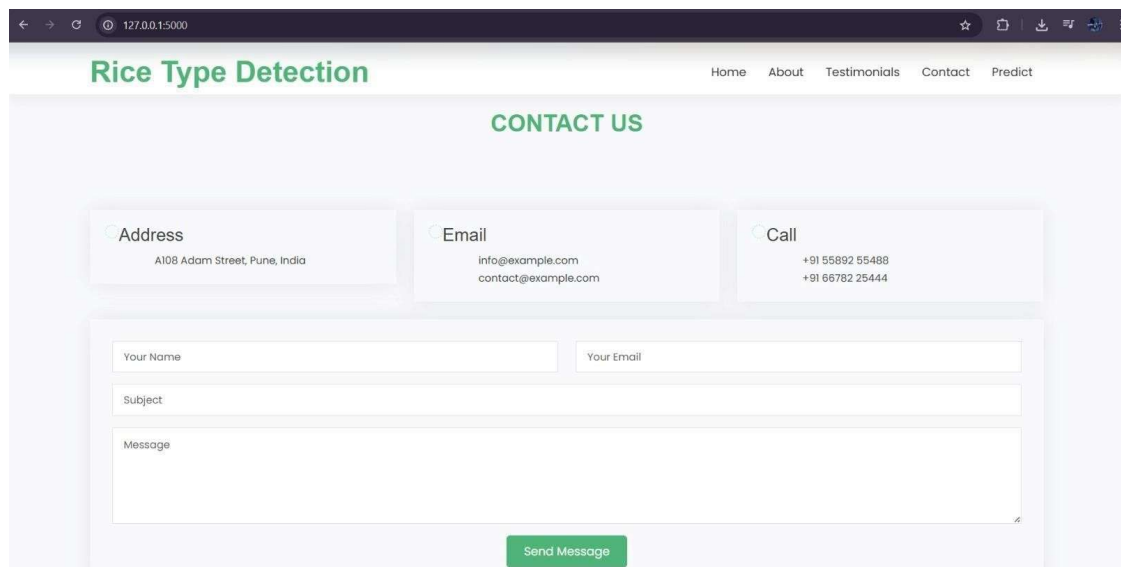 127.0.0.1:5000
Rice Type Detection
Home About Testimonials Contact Predict
CONTACT US
Address
A108 Adam Street, Pune, India
Email
info@example.com
contact@example.com
Call
+91 55892 55488
+91 66782 25444
Your Name
Your Email
Subject
Message
Send Message